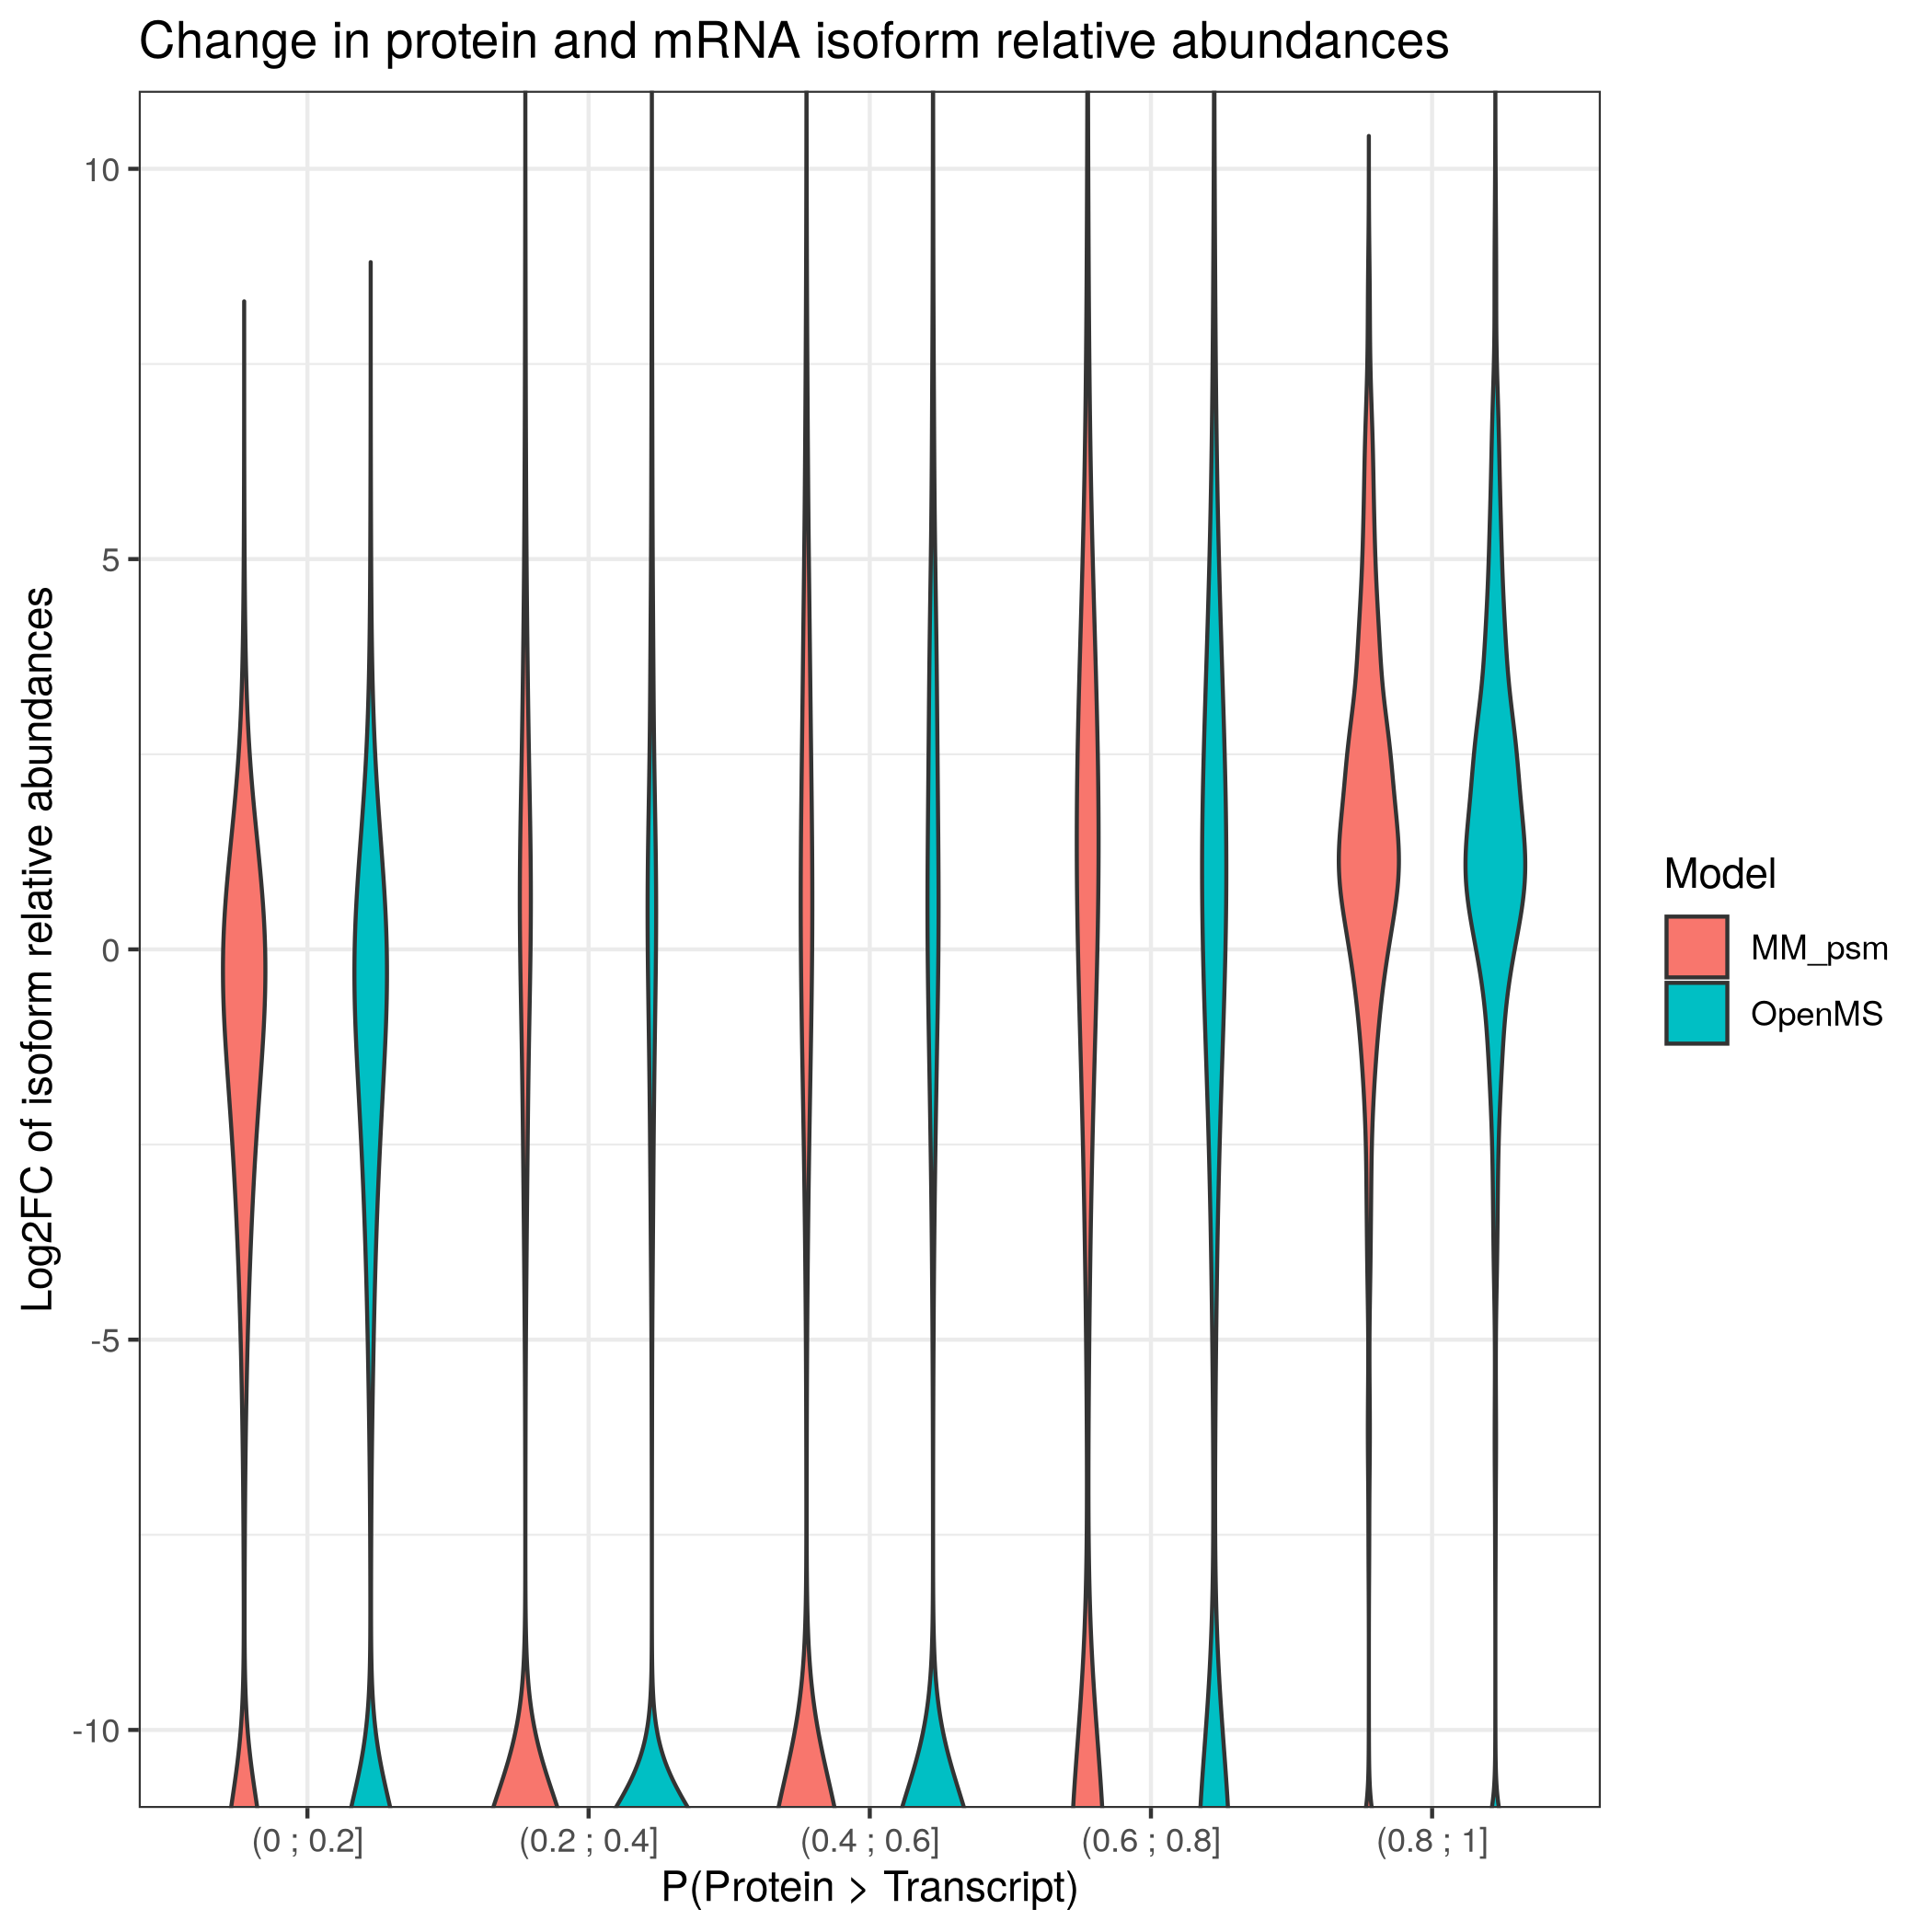 Change in protein and mRNA isoform relative abundances
Log2FC of isoform relative abundances
10
5
0
-5
-10
(0 ; 0.2]
(0.2 ; 0.4]
(0.4 ; 0.6]
(0.6 ; 0.8]
(0.8 ; 1]
P(Protein > Transcript)
Model
MM_psm
OpenMS